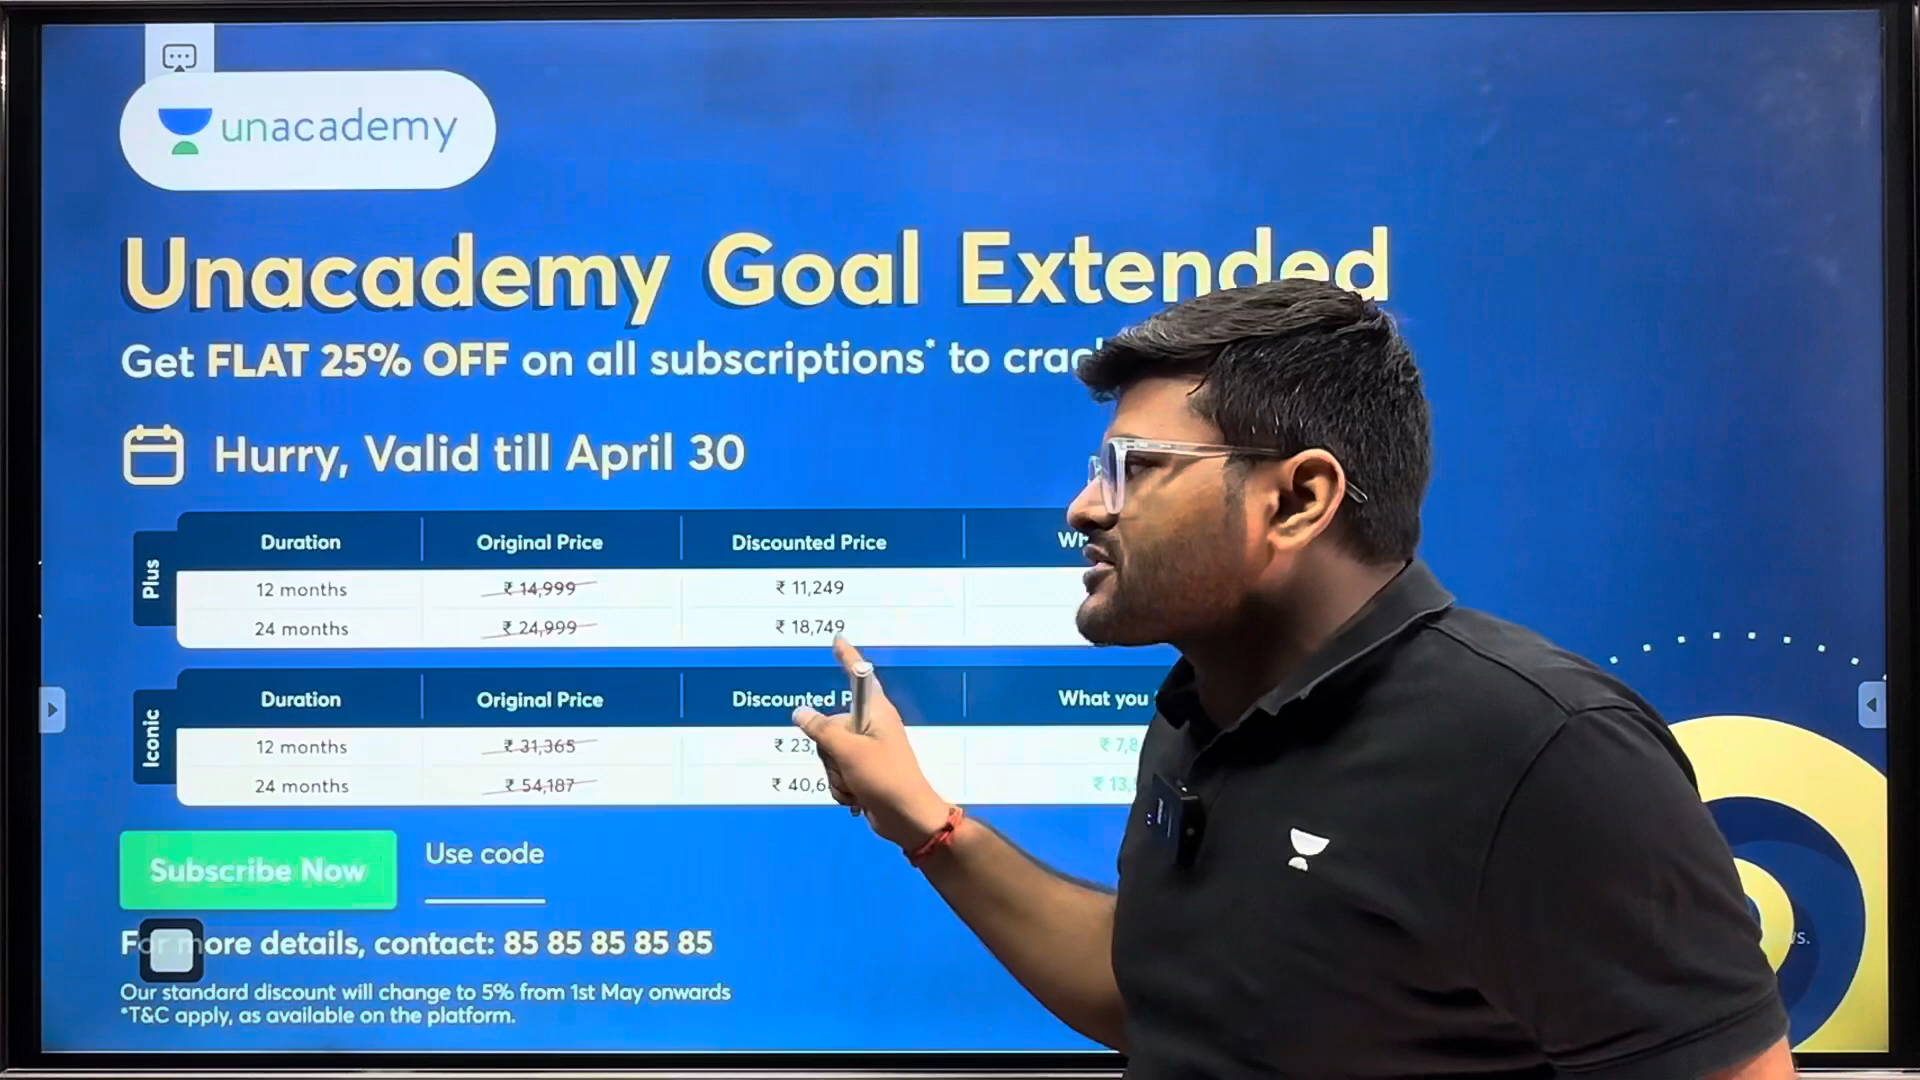 unacademy
Unacademy Goal Extended
Get FLAT 25% OFF on all subscriptions* to
Hurry, Valid till April 30
Plus
Duration Original Price Discounted Price
12 months ₹ 14,999 ₹ 11,249
24 months ₹ 24,999 ₹ 18,749
Iconic
Duration Original Price Discounted What you
12 months ₹ 31,365
24 months ₹ 54,187
Subscribe Now
Use code
For more details, contact: 85 85 85 85 85
Our standard discount will change to 5% from 1st May onwards
*T&C apply, as available on the platform.